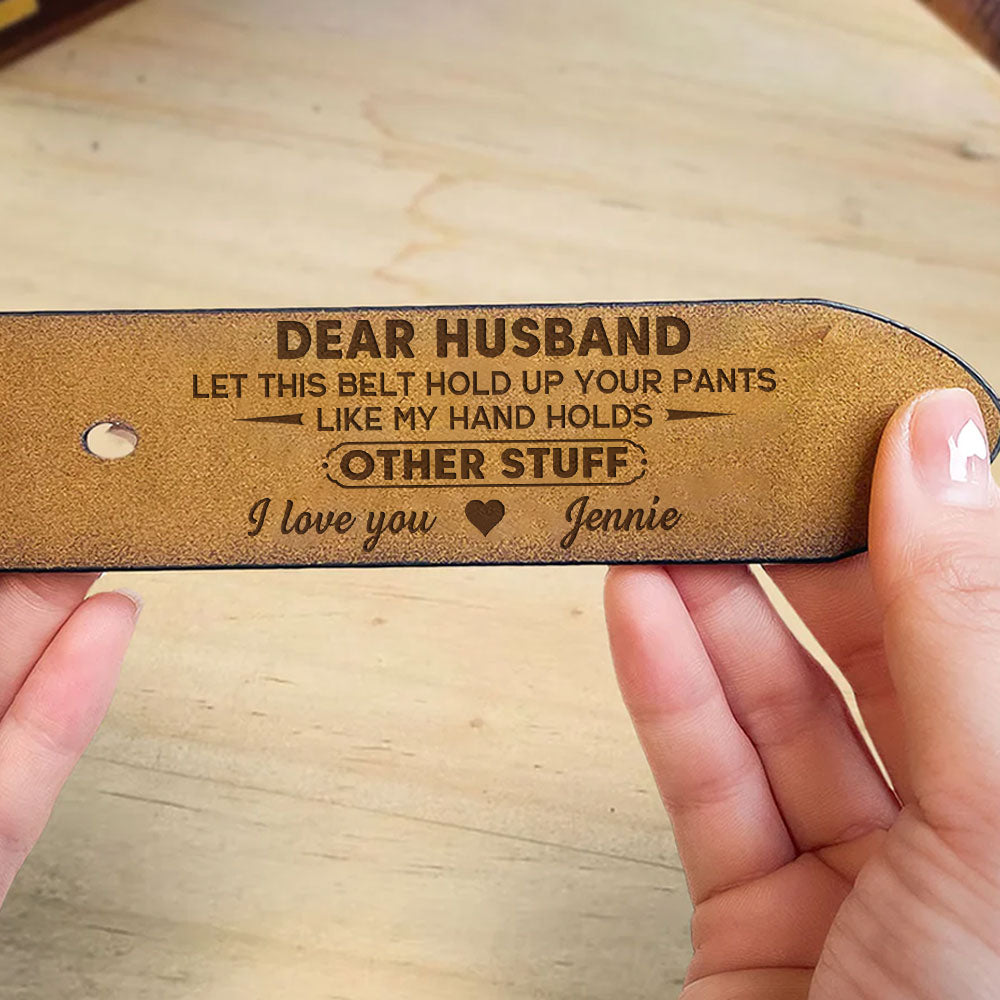 DEAR HUSBAND
LET THIS BELT HOLD UP YOUR PANTS
LIKE MY HAND HOLDS
OTHER STUFF
I love you Jennie